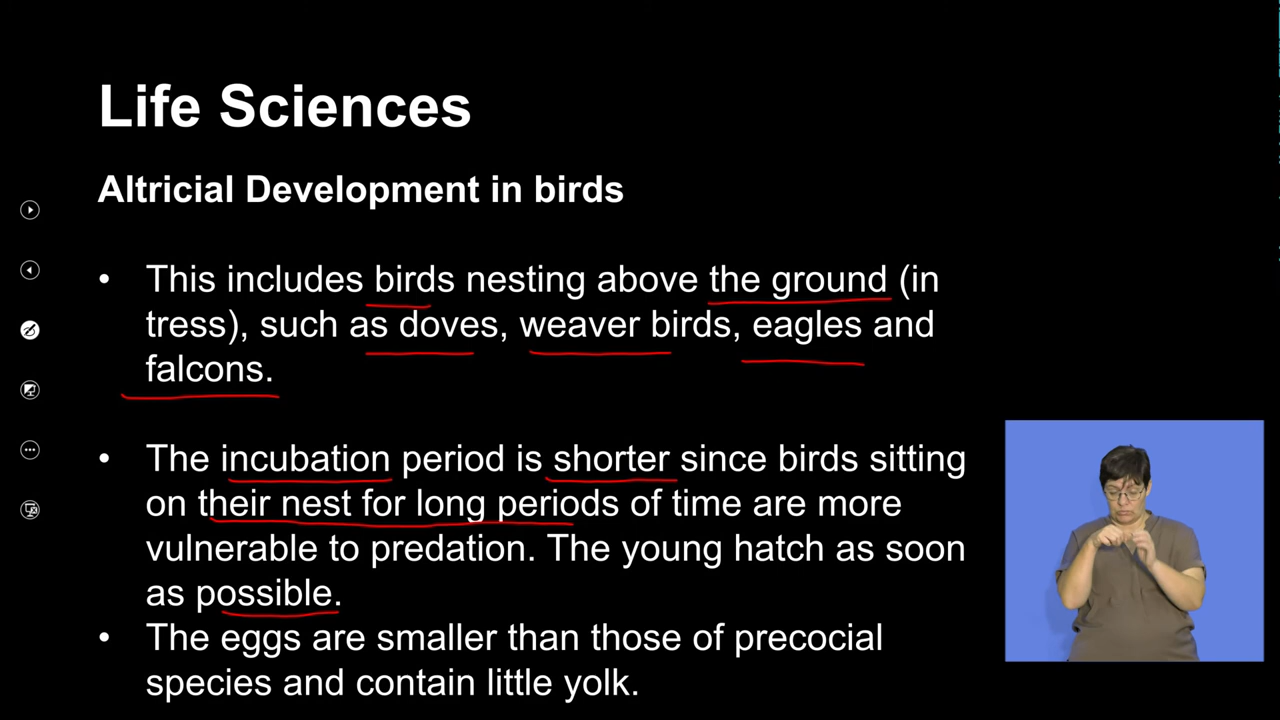 Life Sciences
Altricial Development in birds
• This includes birds nesting above the ground (in
tress), such as doves, weaver birds, eagles and
falcons.
• The incubation period is shorter since birds sitting
on their nest for long periods of time are more
vulnerable to predation. The young hatch as soon
as possible.
• The eggs are smaller than those of precocial
species and contain little yolk.